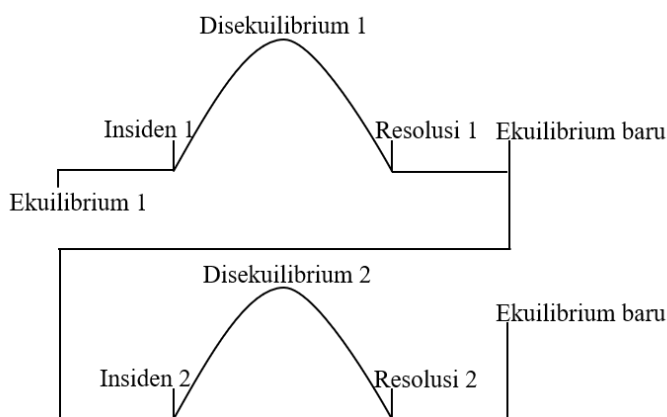 Disekuilibrium 1
Insiden 1
Resolusi 1
Ekuilibrium baru
Ekuilibrium 1
Disekuilibrium 2
Ekuilibrium baru
Insiden 2
Resolusi 2